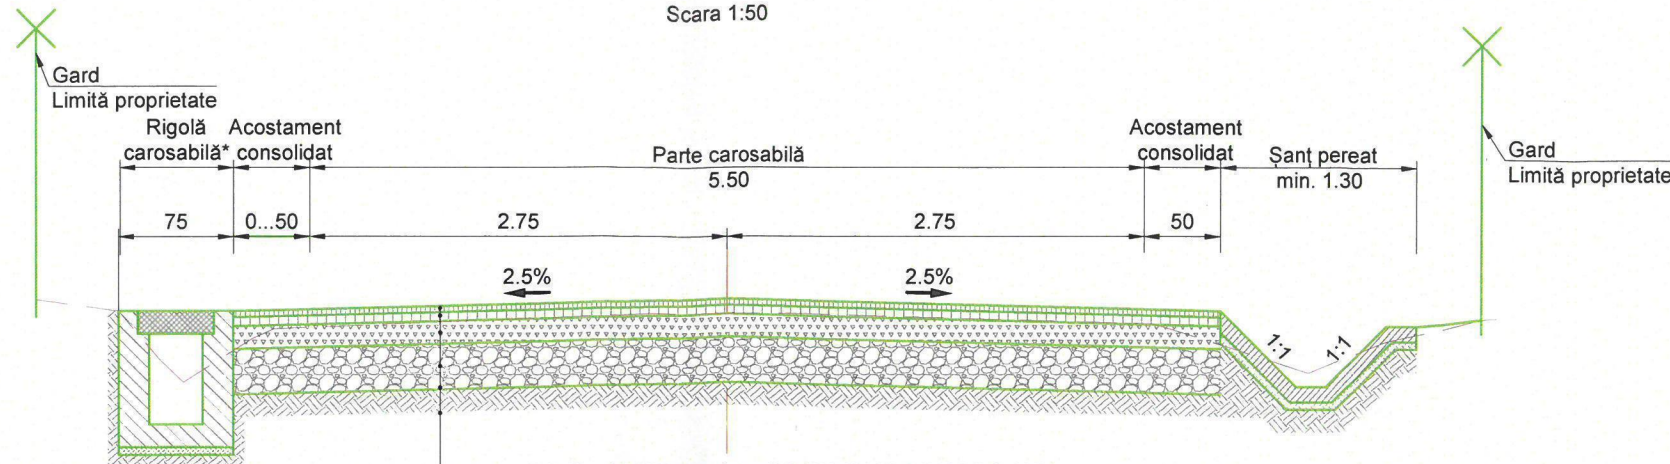 Scara 1:50
Gard
Limită proprietate
Rigolă
carosabilă*
Acostament
consolidat
Parte carosabilă
5.50
Acostament
consolidat
Șanț pereat
min. 1.30
Gard
Limită proprietate
75
0...50
2.75
2.75
50
2.5%
2.5%
1:1
1:1